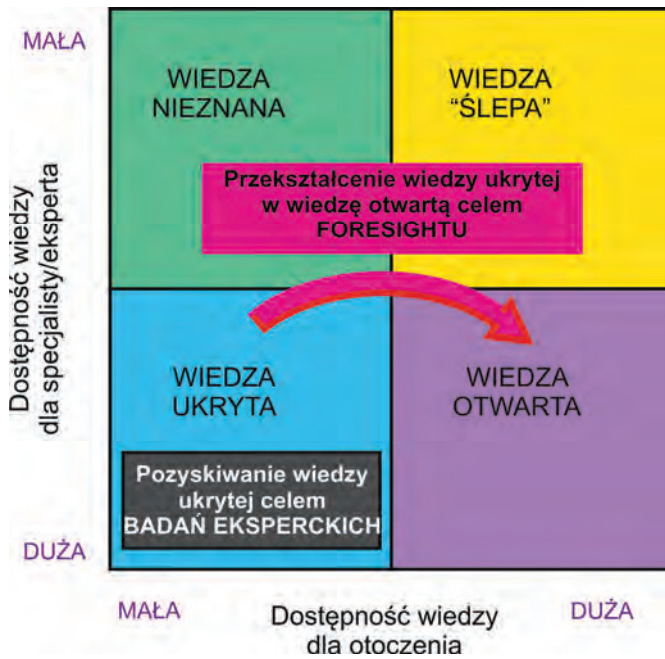 MAŁA
WIEDZA
NIEZNANA
WIEDZA
“ŚLEPA”
Przekształcenie wiedzy ukrytej
w wiedzę otwartą celem
FORESIGHTU
Dostępność wiedzy
dla specjalisty/eksperta
WIEDZA
UKRYTA
WIEDZA
OTWARTA
Pozyskiwanie wiedzy
ukrytej celem
BADAŃ EKSPERCKICH
DUŻA
MAŁA
Dostępność wiedzy
dla otoczenia
DUŻA